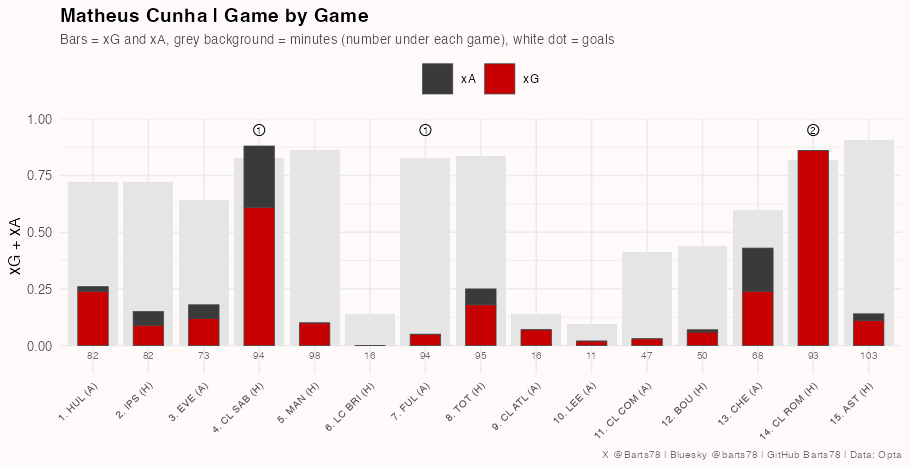 Matheus Cunha | Game by Game
Bars = xG and xA, grey background = minutes (number under each game), white dot = goals
xA xG
xG + xA
1.00
0.75
0.50
0.25
0.00
1 1 2
82 82 73 94 98 16 94 95 16 11 47 50 68 93 103
1. HUL (A)
2. IPS (H)
3. EVE (A)
4. CL SAB (H)
5. MAN (H)
6. LC BRI (H)
7. FUL (A)
8. TOT (H)
9. CL ATL (A)
10. LEE (A)
11. CL COM (A)
12. BOU (H)
13. CHE (A)
14. CL ROM (H)
15. AST (H)
X @Barts78 | Bluesky @barts78 | GitHub Barts78 | Data: Opta